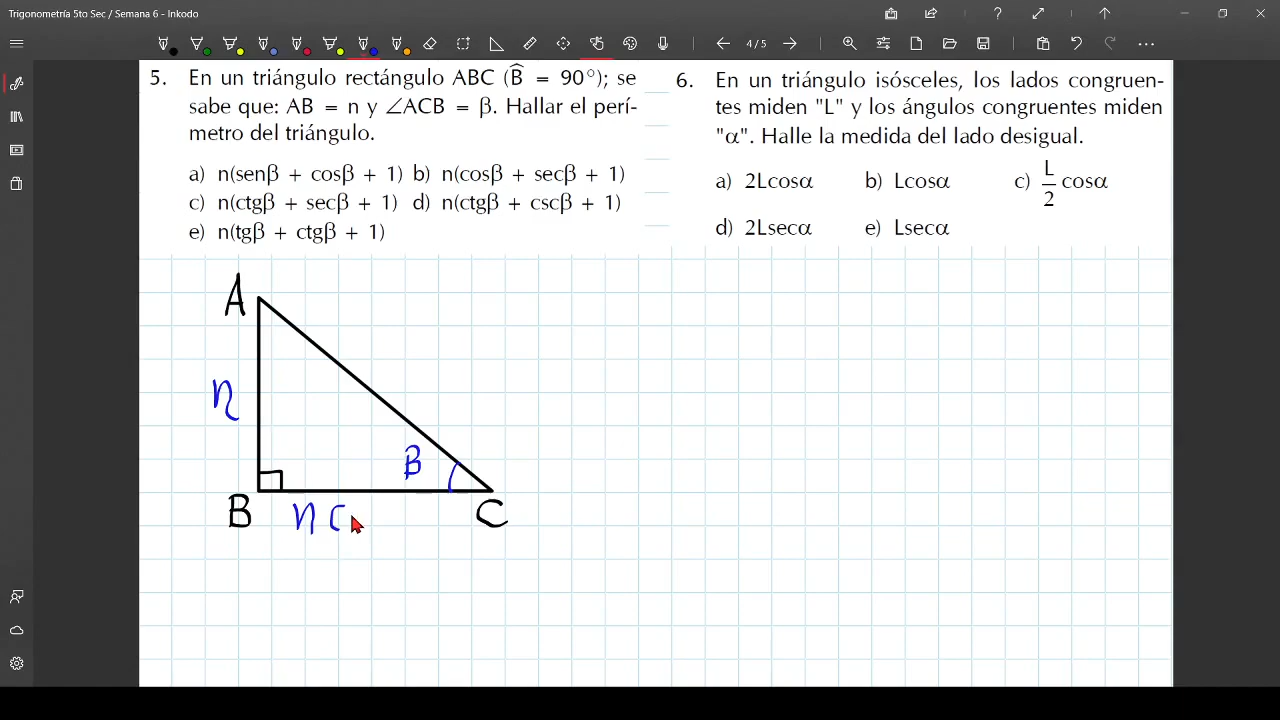 Trigonometría 5to Sec / Semana 6 - Inkodo
4/5
5. En un triángulo rectángulo ABC (B̂ = 90°); se
sabe que: AB = n y ∠ACB = β. Hallar el perí-
metro del triángulo.
a) n(senβ + cosβ + 1) b) n(cosβ + secβ + 1)
c) n(ctgβ + secβ + 1) d) n(ctgβ + cscβ + 1)
e) n(tgβ + ctgβ + 1)
6. En un triángulo isósceles, los lados congruen-
tes miden "L" y los ángulos congruentes miden
"α". Halle la medida del lado desigual.
a) 2Lcosα b) Lcosα c) L/2 cosα
d) 2Lsecα e) Lsecα
A
n
B
B
C
n C